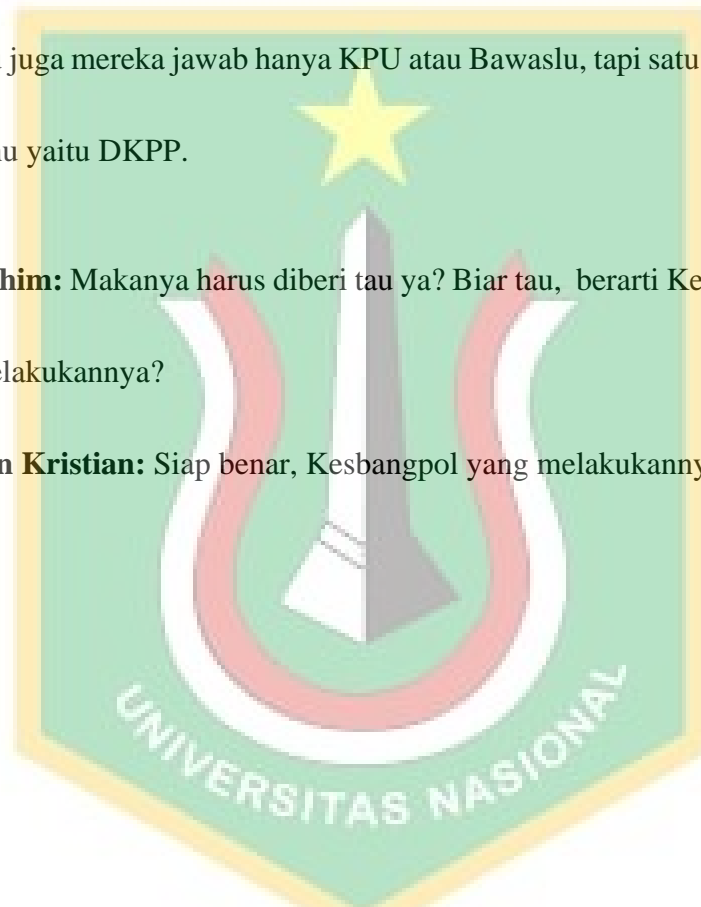 juga mereka jawab hanya KPU atau Bawaslu, tapi satu
yaitu DKPP.
him: Makanya harus diberi tau ya? Biar tau, berarti Ke
elakukannya?
n Kristian: Siap benar, Kesbangpol yang melakukanny
UNIVERSITAS NASIONAL